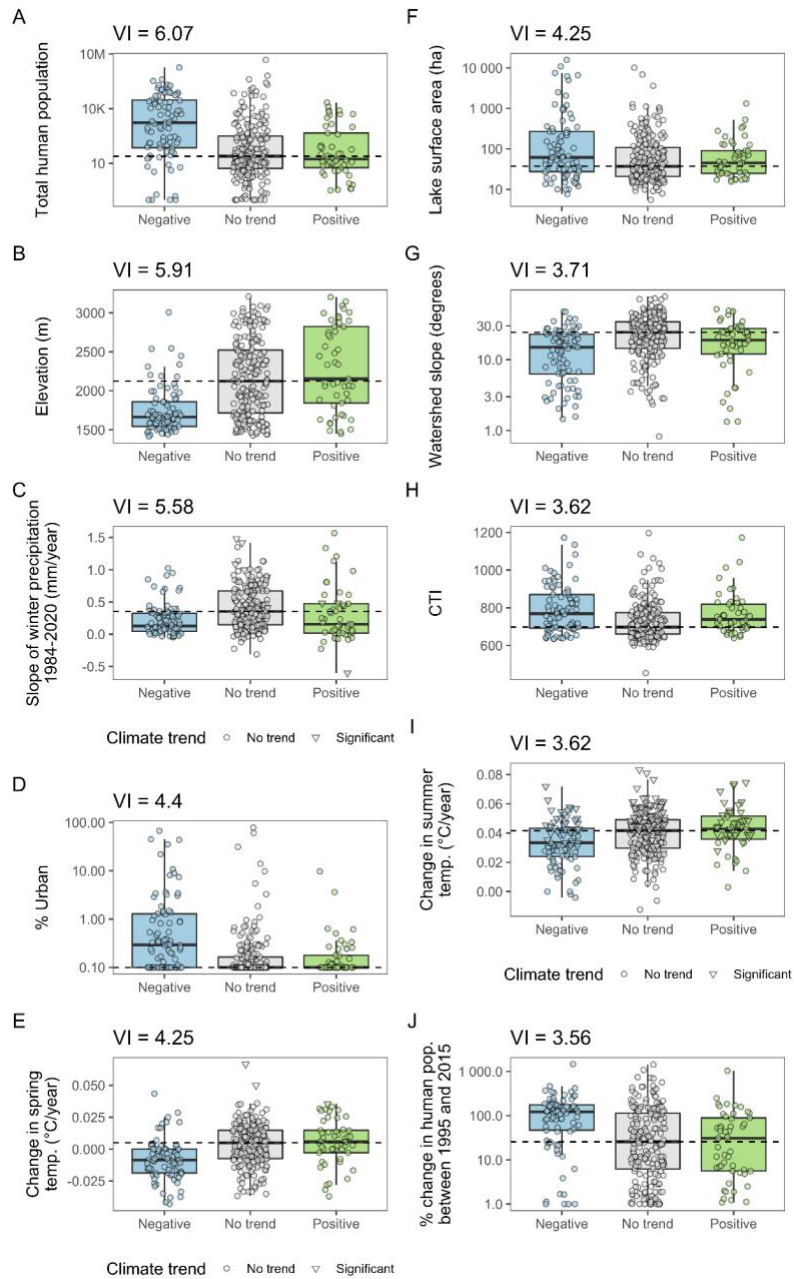 A
VI = 6.07
Total human population
10M
10K
10
Negative No trend Positive
B
VI = 5.91
Elevation (m)
3000
2500
2000
1500
Negative No trend Positive
C
VI = 5.58
Slope of winter precipitation
1984-2020 (mm/year)
1.5
1.0
0.5
0.0
-0.5
Negative No trend Positive
Climate trend No trend Significant
D
VI = 4.4
% Urban
100.00
10.00
1.00
0.10
Negative No trend Positive
E
VI = 4.25
Change in spring
temp. (°C/year)
0.050
0.025
0.000
-0.025
Negative No trend Positive
Climate trend No trend Significant
F
VI = 4.25
Lake surface area (ha)
10 000
1 000
100
10
Negative No trend Positive
G
VI = 3.71
Watershed slope (degrees)
30.0
10.0
3.0
1.0
Negative No trend Positive
H
VI = 3.62
CTI
1200
1000
800
600
Negative No trend Positive
I
VI = 3.62
Change in summer
temp. (°C/year)
0.08
0.06
0.04
0.02
0.00
Negative No trend Positive
Climate trend No trend Significant
J
VI = 3.56
% change in human pop.
between 1995 and 2015
1 000.0
100.0
10.0
1.0
Negative No trend Positive